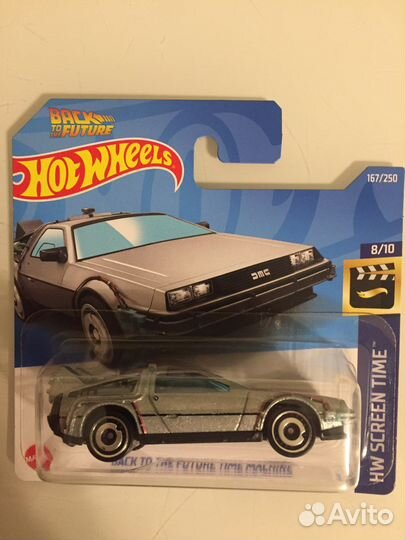 BACK
TO THE
FUTURE
HOT WHEELS
167/250
8/10
DMC
HW SCREEN TIME™
BACK TO THE FUTURE TIME MACHINE
Avito